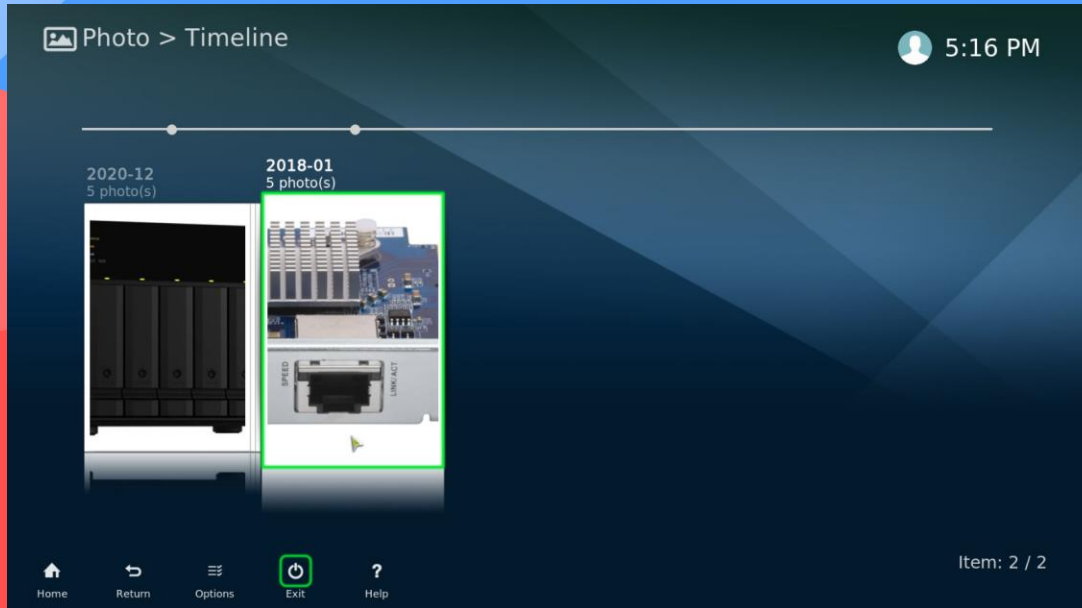 Photo > Timeline
5:16 PM
2020-12
5 photo(s)
2018-01
5 photo(s)
SPEED
LINK/ACT
Home
Return
Options
Exit
Help
Item: 2 / 2